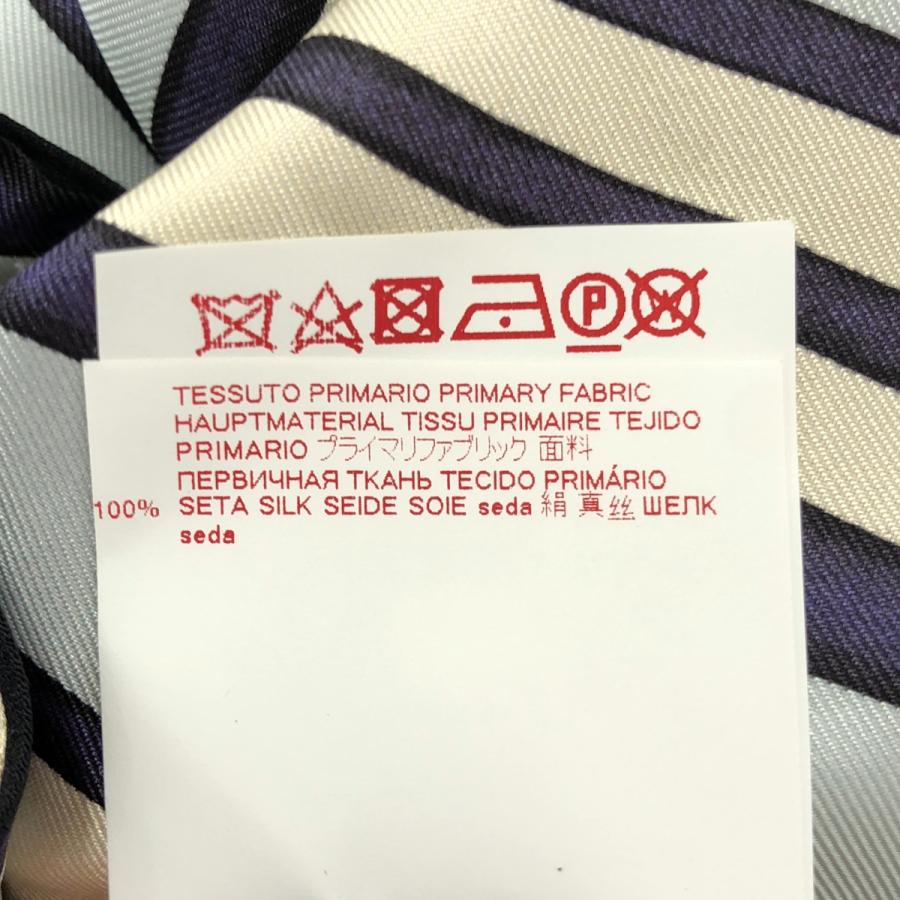 P W
TESSUTO PRIMARIO PRIMARY FABRIC
HAUPTMATERIAL TISSU PRIMAIRE TEJIDO
PRIMARIO プライマリファブリック 面料
ПЕРВИЧНАЯ ТКАНЬ TECIDO PRIMÁRIO
100% SETA SILK SEIDE SOIE seda 絹 真丝 ШЕЛК
seda